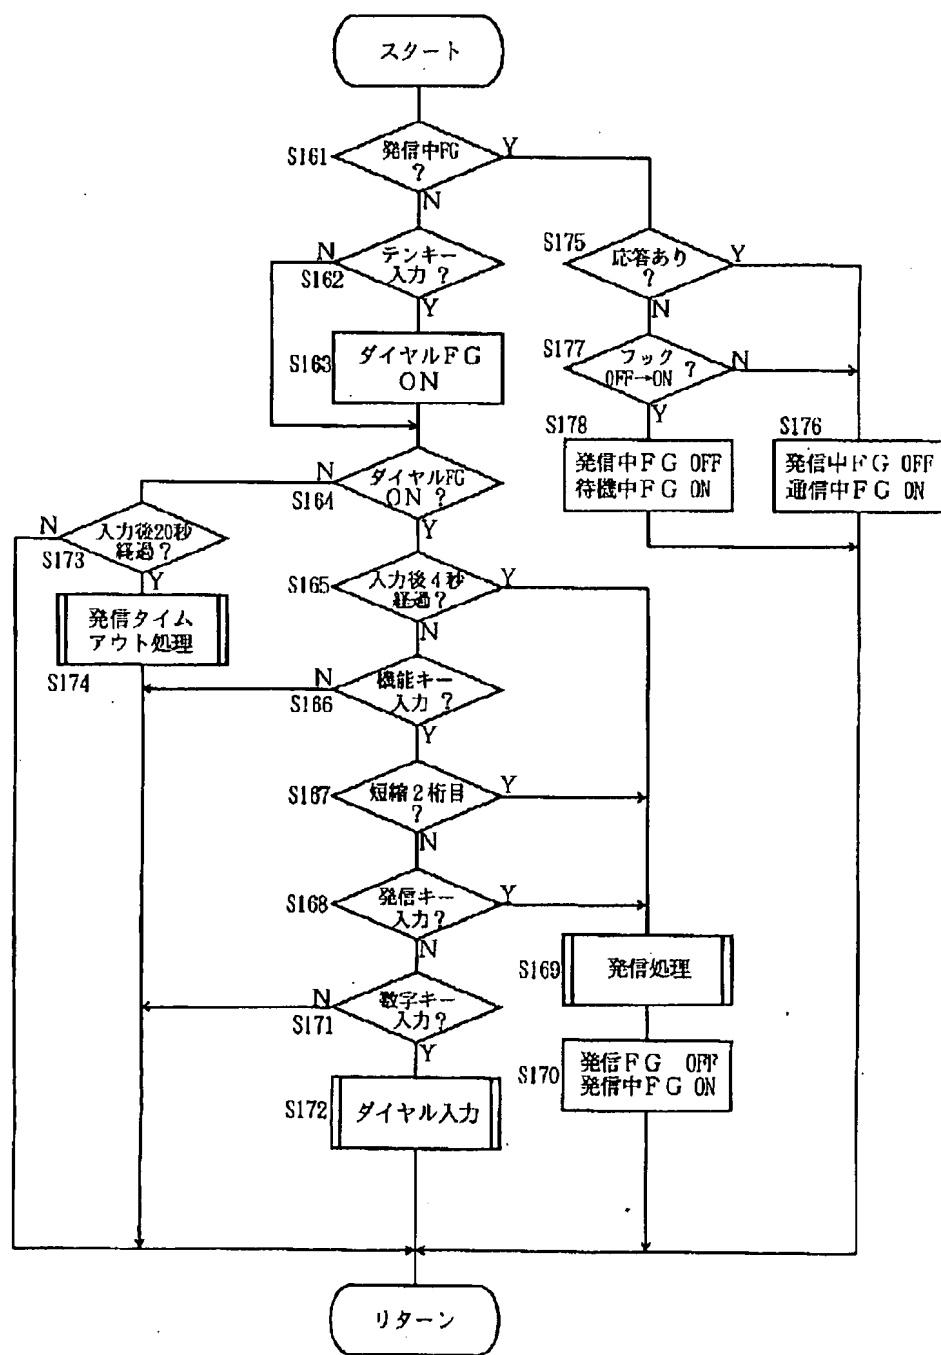 スタート
S161
発信中FG
?
Y
N
S162
テンキー
入力 ?
N
Y
S163
ダイヤルFG
ON
S175
応答あり
?
Y
N
S177
フック
OFF→ON ?
N
Y
S178
発信中FG OFF
待機中FG ON
S176
発信中FG OFF
通信中FG ON
S164
ダイヤルFG
ON ?
N
Y
S173
入力後20秒
経過?
N
Y
発信タイム
アウト処理
S174
S165
入力後4秒
経過?
Y
N
S166
機能キー
入力 ?
N
Y
S167
短縮2桁目
?
Y
N
S168
発信キー
入力?
Y
N
S169
発信処理
S170
発信FG OFF
発信中FG ON
S171
数字キー
入力?
N
Y
S172
ダイヤル入力
リターン